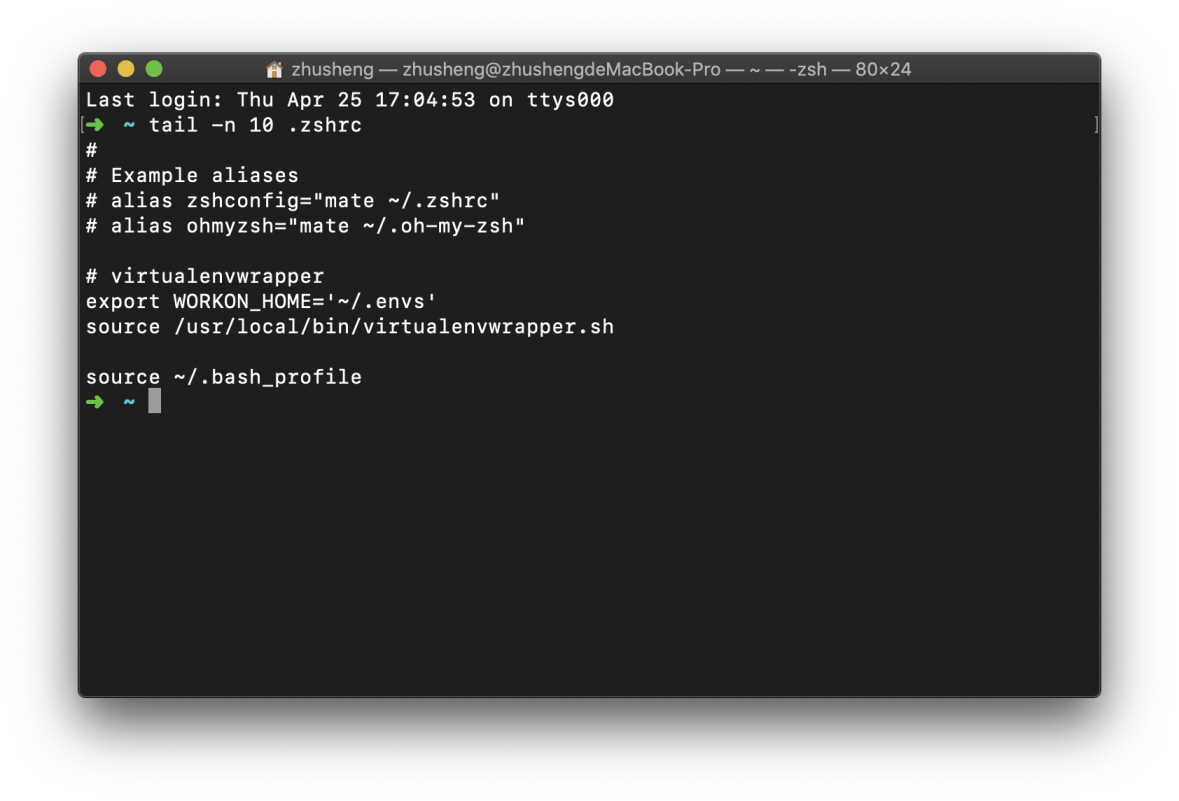 zhusheng — zhusheng@zhushengdeMacBook-Pro — ~ — -zsh — 80×24
Last login: Thu Apr 25 17:04:53 on ttys000
[➜  ~ tail -n 10 .zshrc ]
#
# Example aliases
# alias zshconfig="mate ~/.zshrc"
# alias ohmyzsh="mate ~/.oh-my-zsh"
# virtualenvwrapper
export WORKON_HOME='~/.envs'
source /usr/local/bin/virtualenvwrapper.sh
source ~/.bash_profile
➜  ~